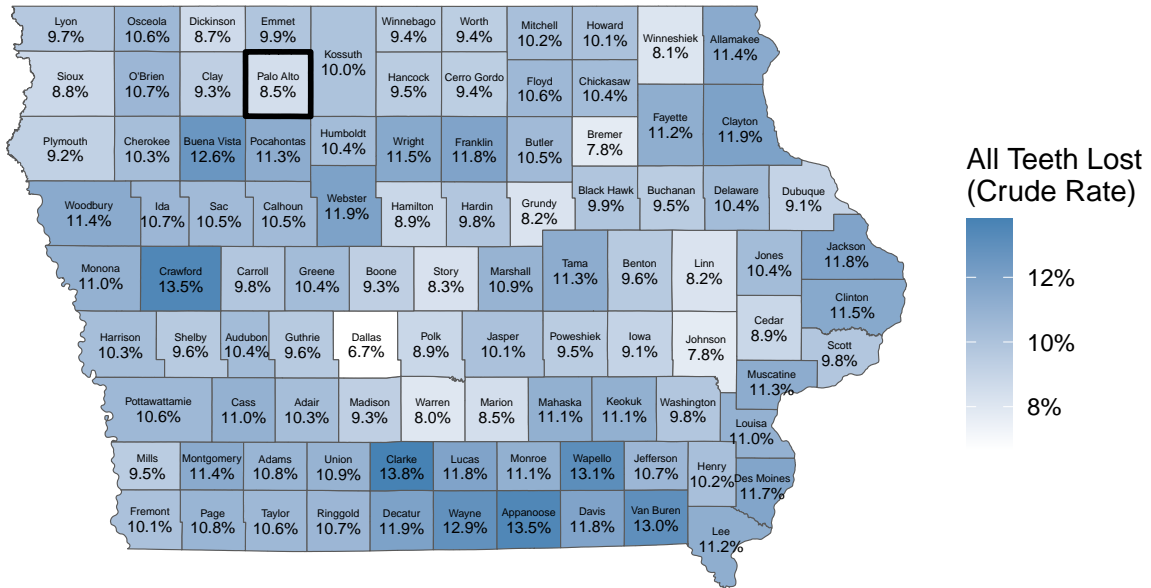 Lyon
9.7%
Osceola
10.6%
Dickinson
8.7%
Emmet
9.9%
Kossuth
10.0%
Winnebago
9.4%
Worth
9.4%
Mitchell
10.2%
Howard
10.1%
Winneshiek
8.1%
Allamakee
11.4%
Sioux
8.8%
O'Brien
10.7%
Clay
9.3%
Palo Alto
8.5%
Hancock
9.5%
Cerro Gordo
9.4%
Floyd
10.6%
Chickasaw
10.4%
Fayette
11.2%
Clayton
11.9%
Plymouth
9.2%
Cherokee
10.3%
Buena Vista
12.6%
Pocahontas
11.3%
Humboldt
10.4%
Wright
11.5%
Franklin
11.8%
Butler
10.5%
Bremer
7.8%
Woodbury
11.4%
Ida
10.7%
Sac
10.5%
Calhoun
10.5%
Webster
11.9%
Hamilton
8.9%
Hardin
9.8%
Grundy
8.2%
Black Hawk
9.9%
Buchanan
9.5%
Delaware
10.4%
Dubuque
9.1%
Monona
11.0%
Crawford
13.5%
Carroll
9.8%
Greene
10.4%
Boone
9.3%
Story
8.3%
Marshall
10.9%
Tama
11.3%
Benton
9.6%
Linn
8.2%
Jones
10.4%
Jackson
11.8%
Clinton
11.5%
Harrison
10.3%
Shelby
9.6%
Audubon
10.4%
Guthrie
9.6%
Dallas
6.7%
Polk
8.9%
Jasper
10.1%
Poweshiek
9.5%
Iowa
9.1%
Johnson
7.8%
Cedar
8.9%
Scott
9.8%
Muscatine
11.3%
Pottawattamie
10.6%
Cass
11.0%
Adair
10.3%
Madison
9.3%
Warren
8.0%
Marion
8.5%
Mahaska
11.1%
Keokuk
11.1%
Washington
9.8%
Louisa
11.0%
Mills
9.5%
Montgomery
11.4%
Adams
10.8%
Union
10.9%
Clarke
13.8%
Lucas
11.8%
Monroe
11.1%
Wapello
13.1%
Jefferson
10.7%
Henry
10.2%
Des Moines
11.7%
Fremont
10.1%
Page
10.8%
Taylor
10.6%
Ringgold
10.7%
Decatur
11.9%
Wayne
12.9%
Appanoose
13.5%
Davis
11.8%
Van Buren
13.0%
Lee
11.2%
All Teeth Lost
(Crude Rate)
12%
10%
8%